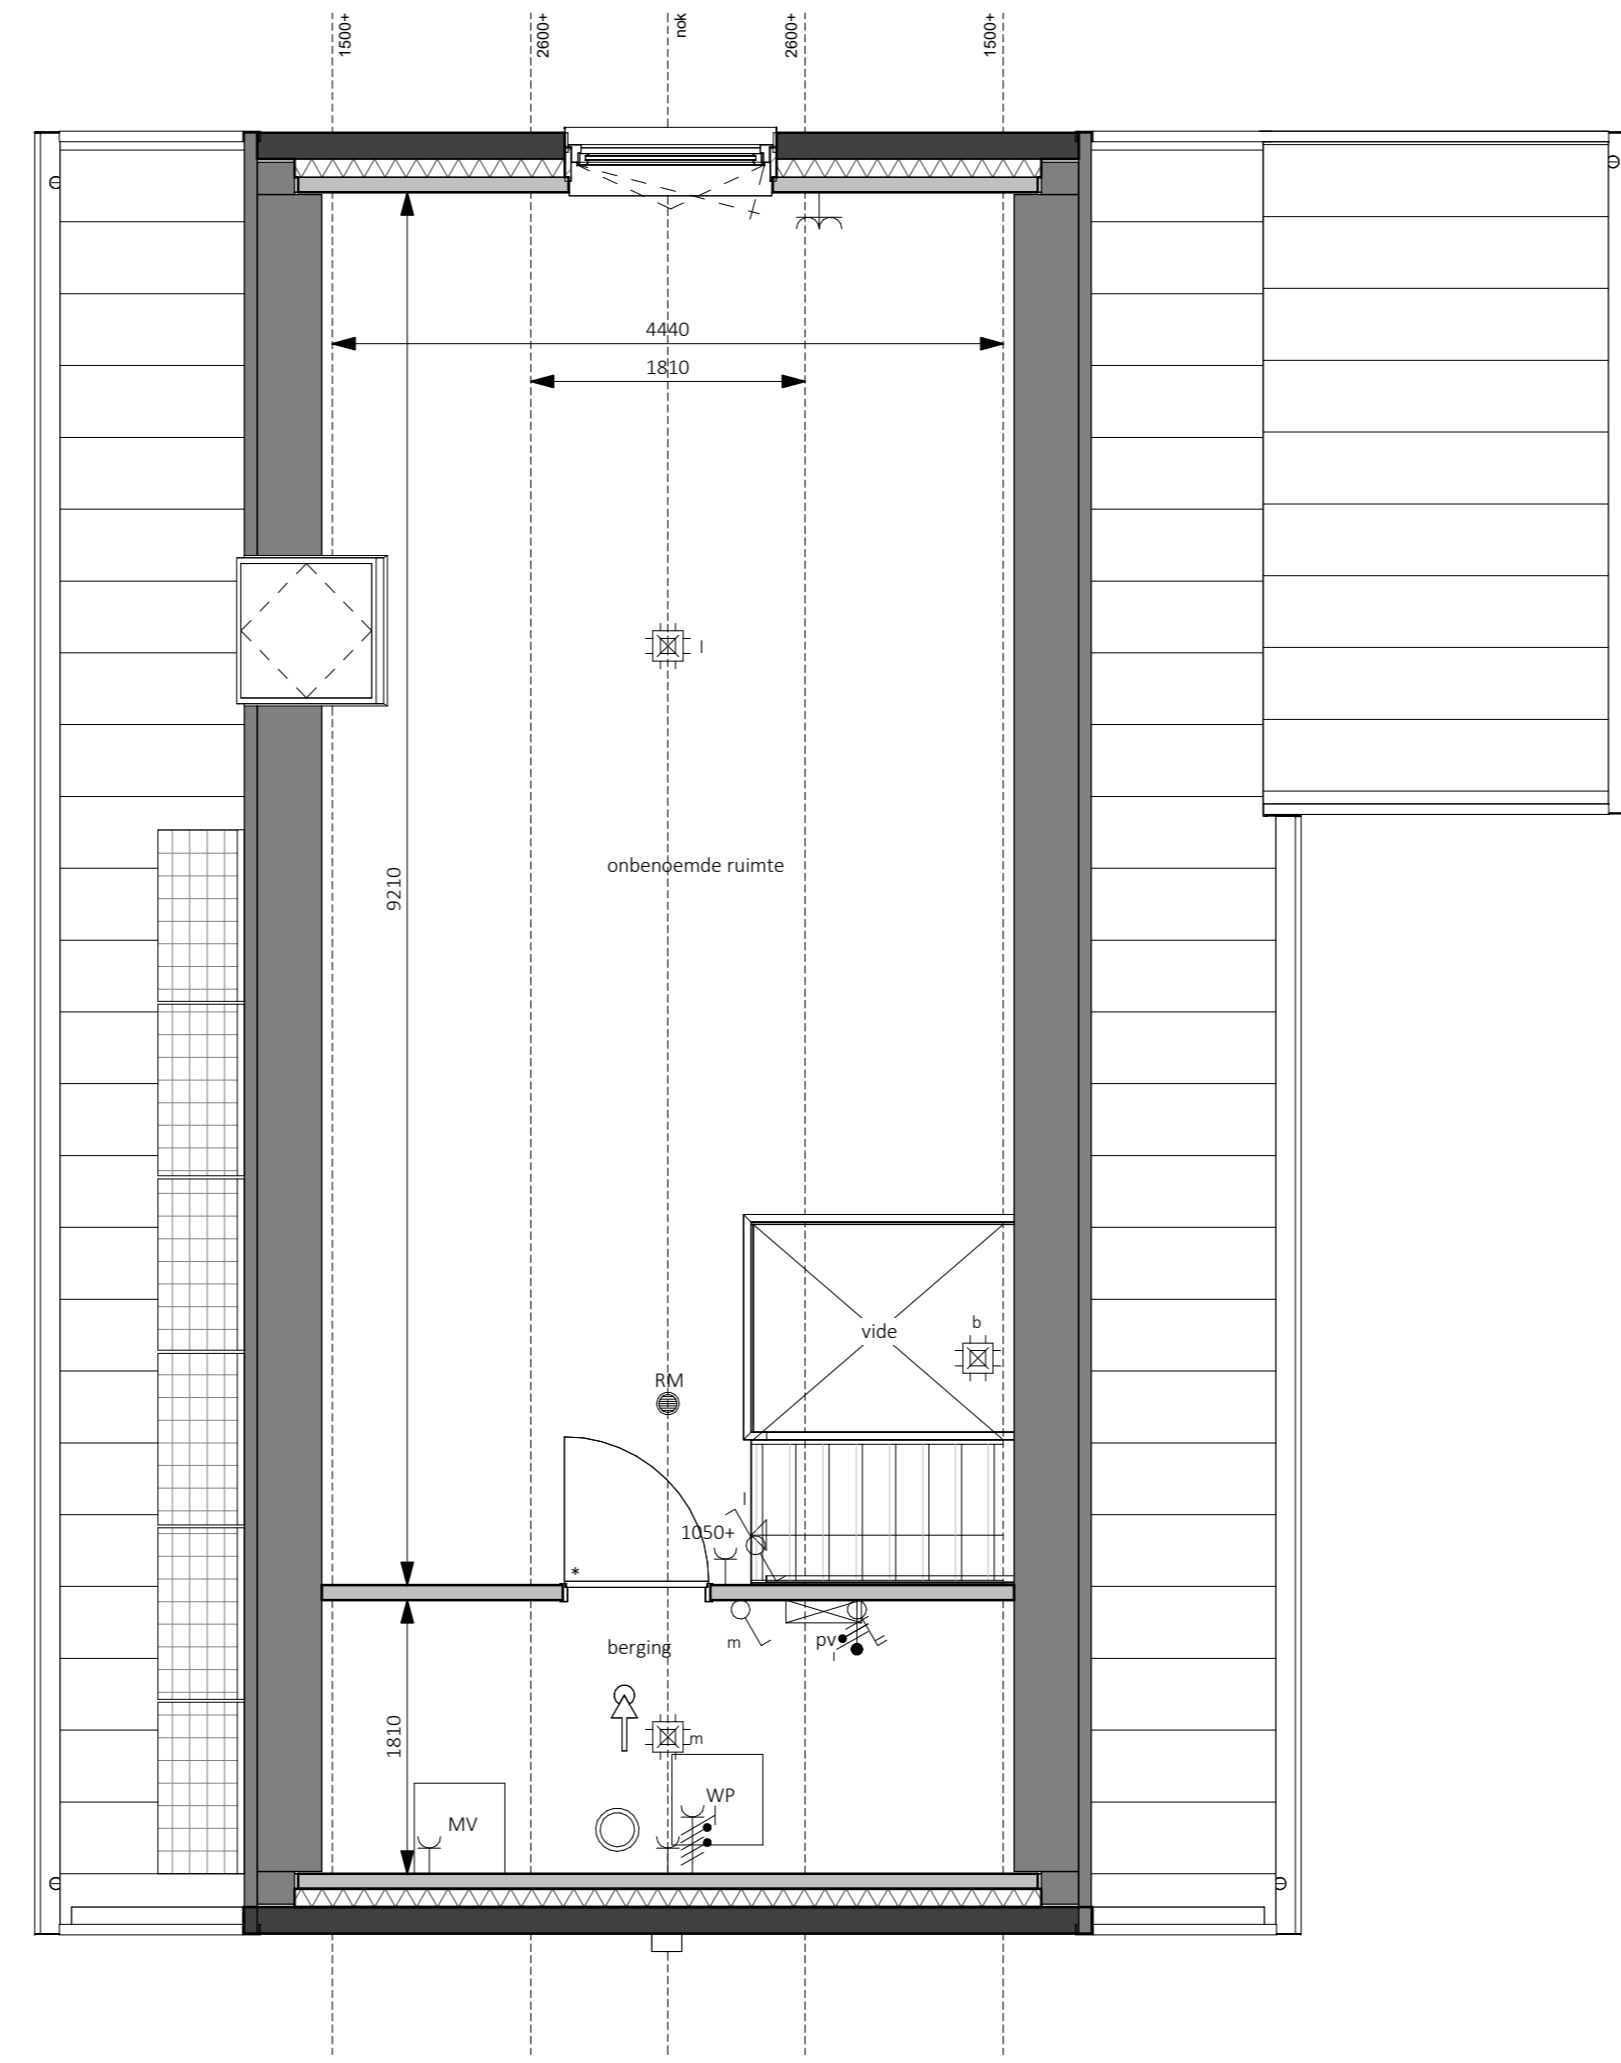 1500+
2600+
nok
2600+
1500+
4440
1810
9210
l
onbenoemde ruimte
vide
b
RM
l
1050+
*
berging
m
pv
l
1810
m
WP
l
MV